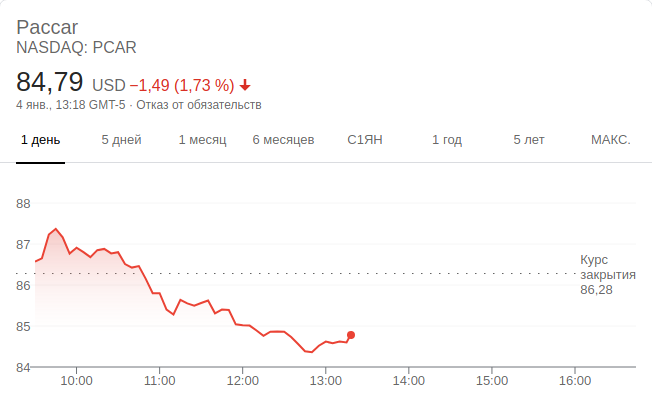 Paccar
NASDAQ: PCAR
84,79 USD −1,49 (1,73 %)
4 янв., 13:18 GMT-5 · Отказ от обязательств
1 день 5 дней 1 месяц 6 месяцев С1ЯН 1 год 5 лет МАКС.
88
87
Курс
закрытия
86,28
86
85
84
10:00 11:00 12:00 13:00 14:00 15:00 16:00